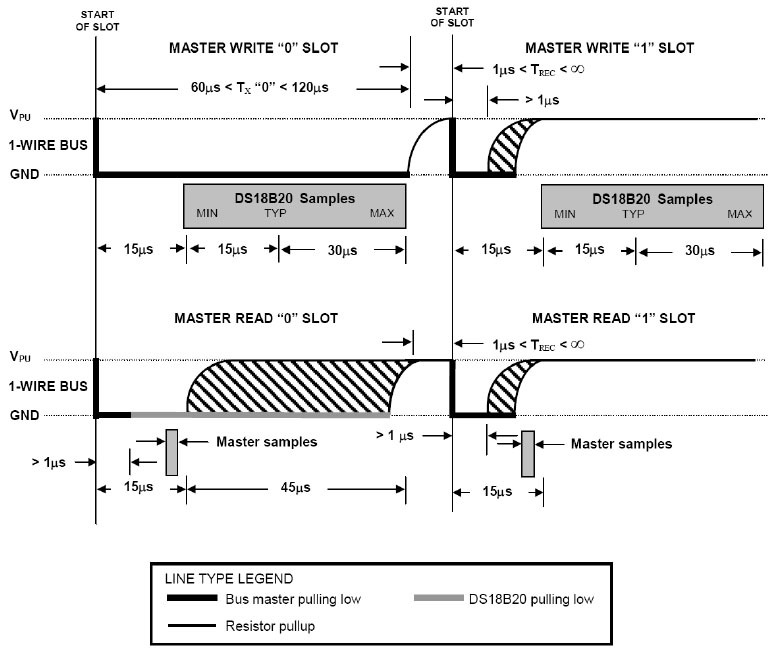 START
OF SLOT
START
OF SLOT
MASTER WRITE “0” SLOT
MASTER WRITE “1” SLOT
1µs < TREC < ∞
60µs < TX “0” < 120µs
> 1µs
VPU
1-WIRE BUS
GND
DS18B20 Samples
MIN TYP MAX
DS18B20 Samples
MIN TYP MAX
15µs 15µs 30µs
15µs 15µs 30µs
MASTER READ “0” SLOT
MASTER READ “1” SLOT
1µs < TREC < ∞
VPU
1-WIRE BUS
GND
> 1µs
Master samples
> 1 µs
Master samples
15µs 45µs
15µs
LINE TYPE LEGEND
Bus master pulling low
DS18B20 pulling low
Resistor pullup